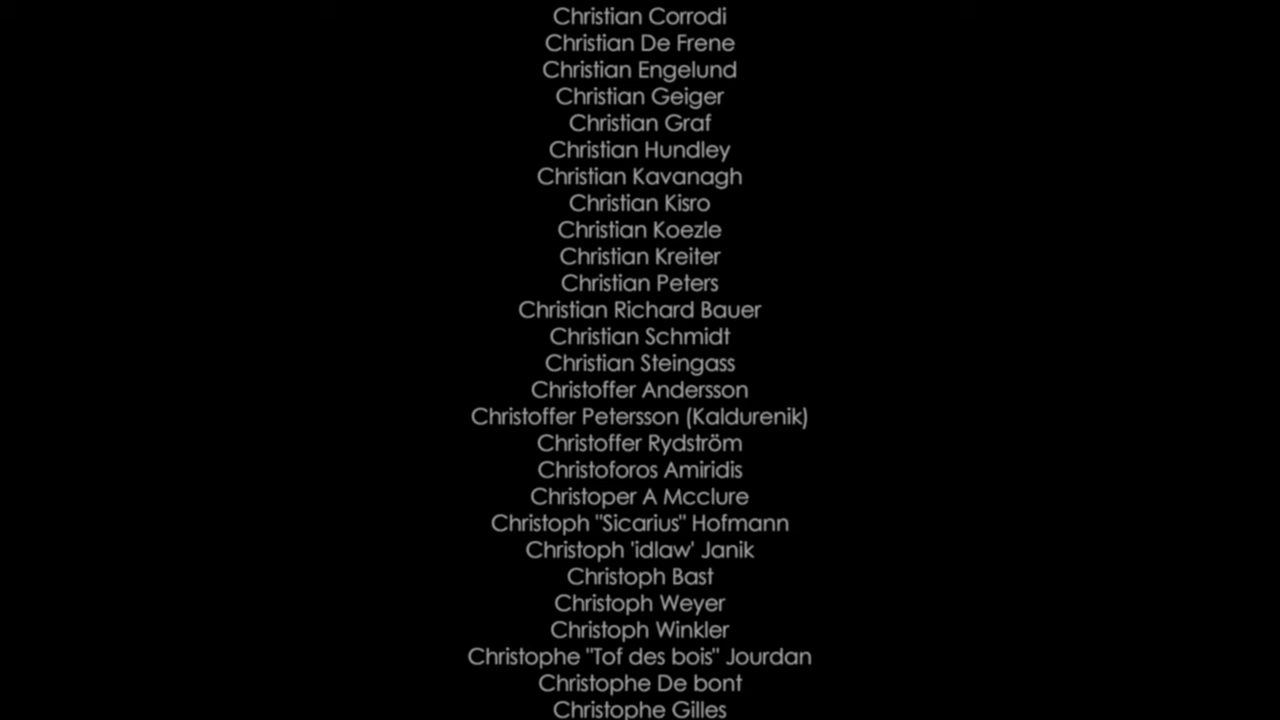 Christian Corrodi
Christian De Frene
Christian Engelund
Christian Geiger
Christian Graf
Christian Hundley
Christian Kavanagh
Christian Kisro
Christian Koezle
Christian Kreiter
Christian Peters
Christian Richard Bauer
Christian Schmidt
Christian Steingass
Christoffer Andersson
Christoffer Petersson (Kaldurenik)
Christoffer Rydström
Christoforos Amiridis
Christoper A Mcclure
Christoph "Sicarius" Hofmann
Christoph 'idlaw' Janik
Christoph Bast
Christoph Weyer
Christoph Winkler
Christophe "Tof des bois" Jourdan
Christophe De bont
Christophe Gilles